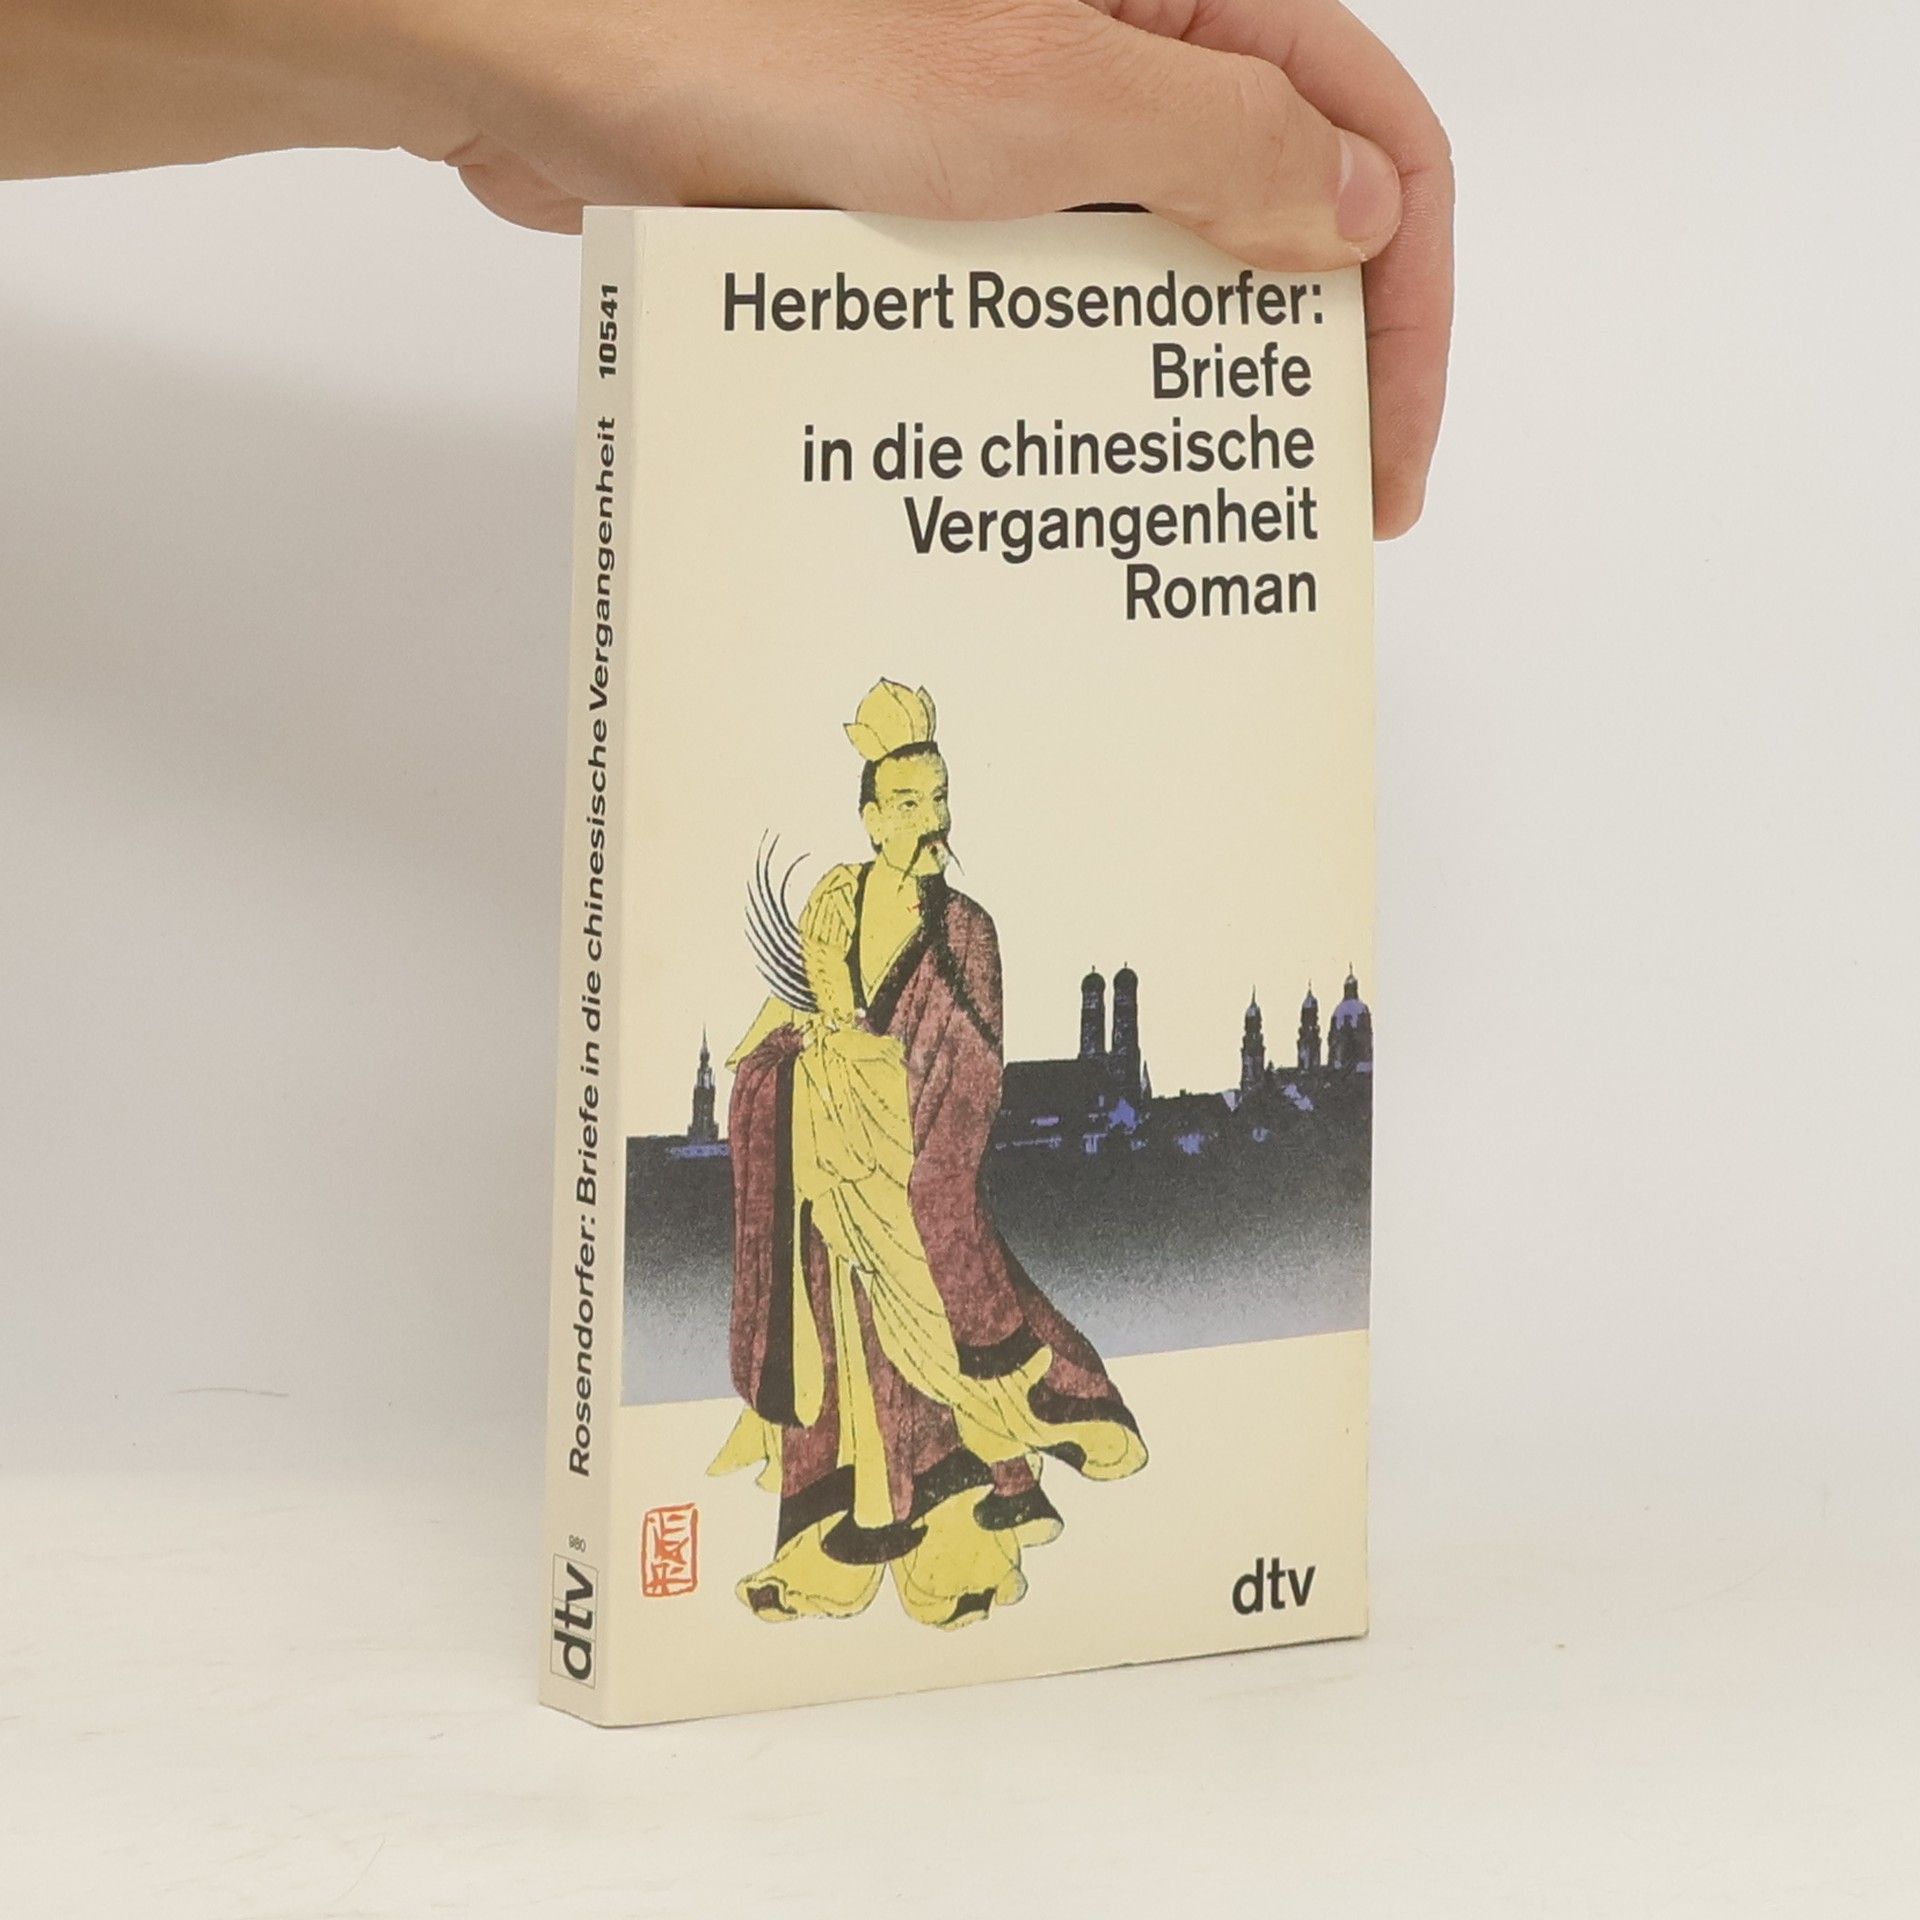 Herbert Rosendorfer:
Briefe
in die chinesische
Vergangenheit
Roman
dtv
Rosendorfer: Briefe in die chinesische Vergangenheit 10541
980
dtv